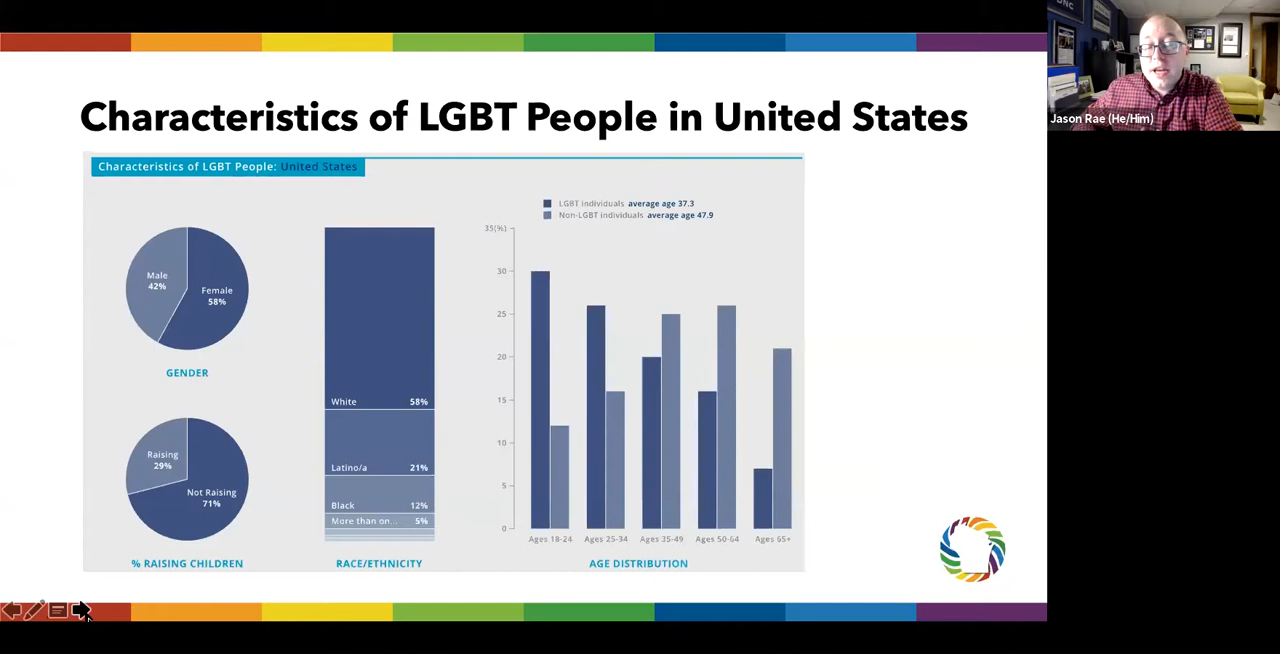 Characteristics of LGBT People in United States
Jason Rae (He/Him)
Characteristics of LGBT People: United States
LGBT individuals average age 37.3
Non-LGBT individuals average age 47.9
Male
42%
Female
58%
GENDER
Raising
29%
Not Raising
71%
% RAISING CHILDREN
White 58%
Latino/a 21%
Black 12%
More than on... 5%
RACE/ETHNICITY
35(%)
30
25
20
15
10
5
0
Ages 18-24 Ages 25-34 Ages 35-49 Ages 50-64 Ages 65+
AGE DISTRIBUTION